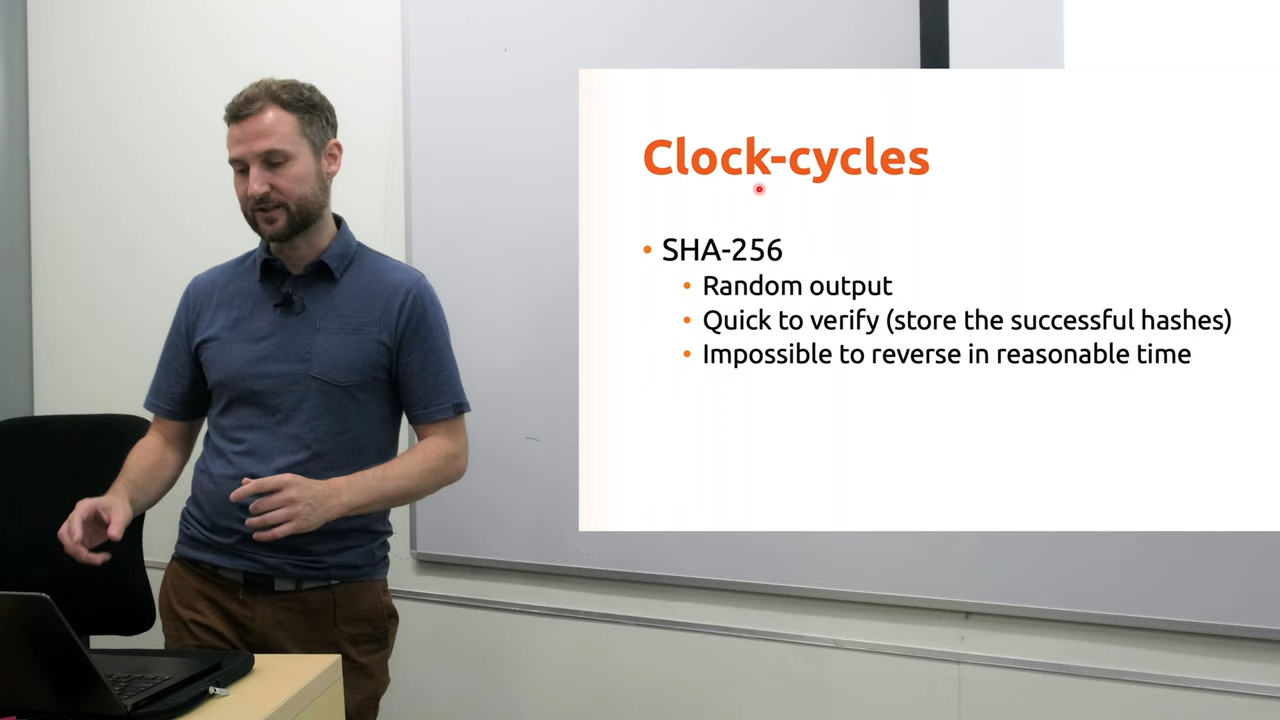 Clock-cycles
• SHA-256
• Random output
• Quick to verify (store the successful hashes)
• Impossible to reverse in reasonable time